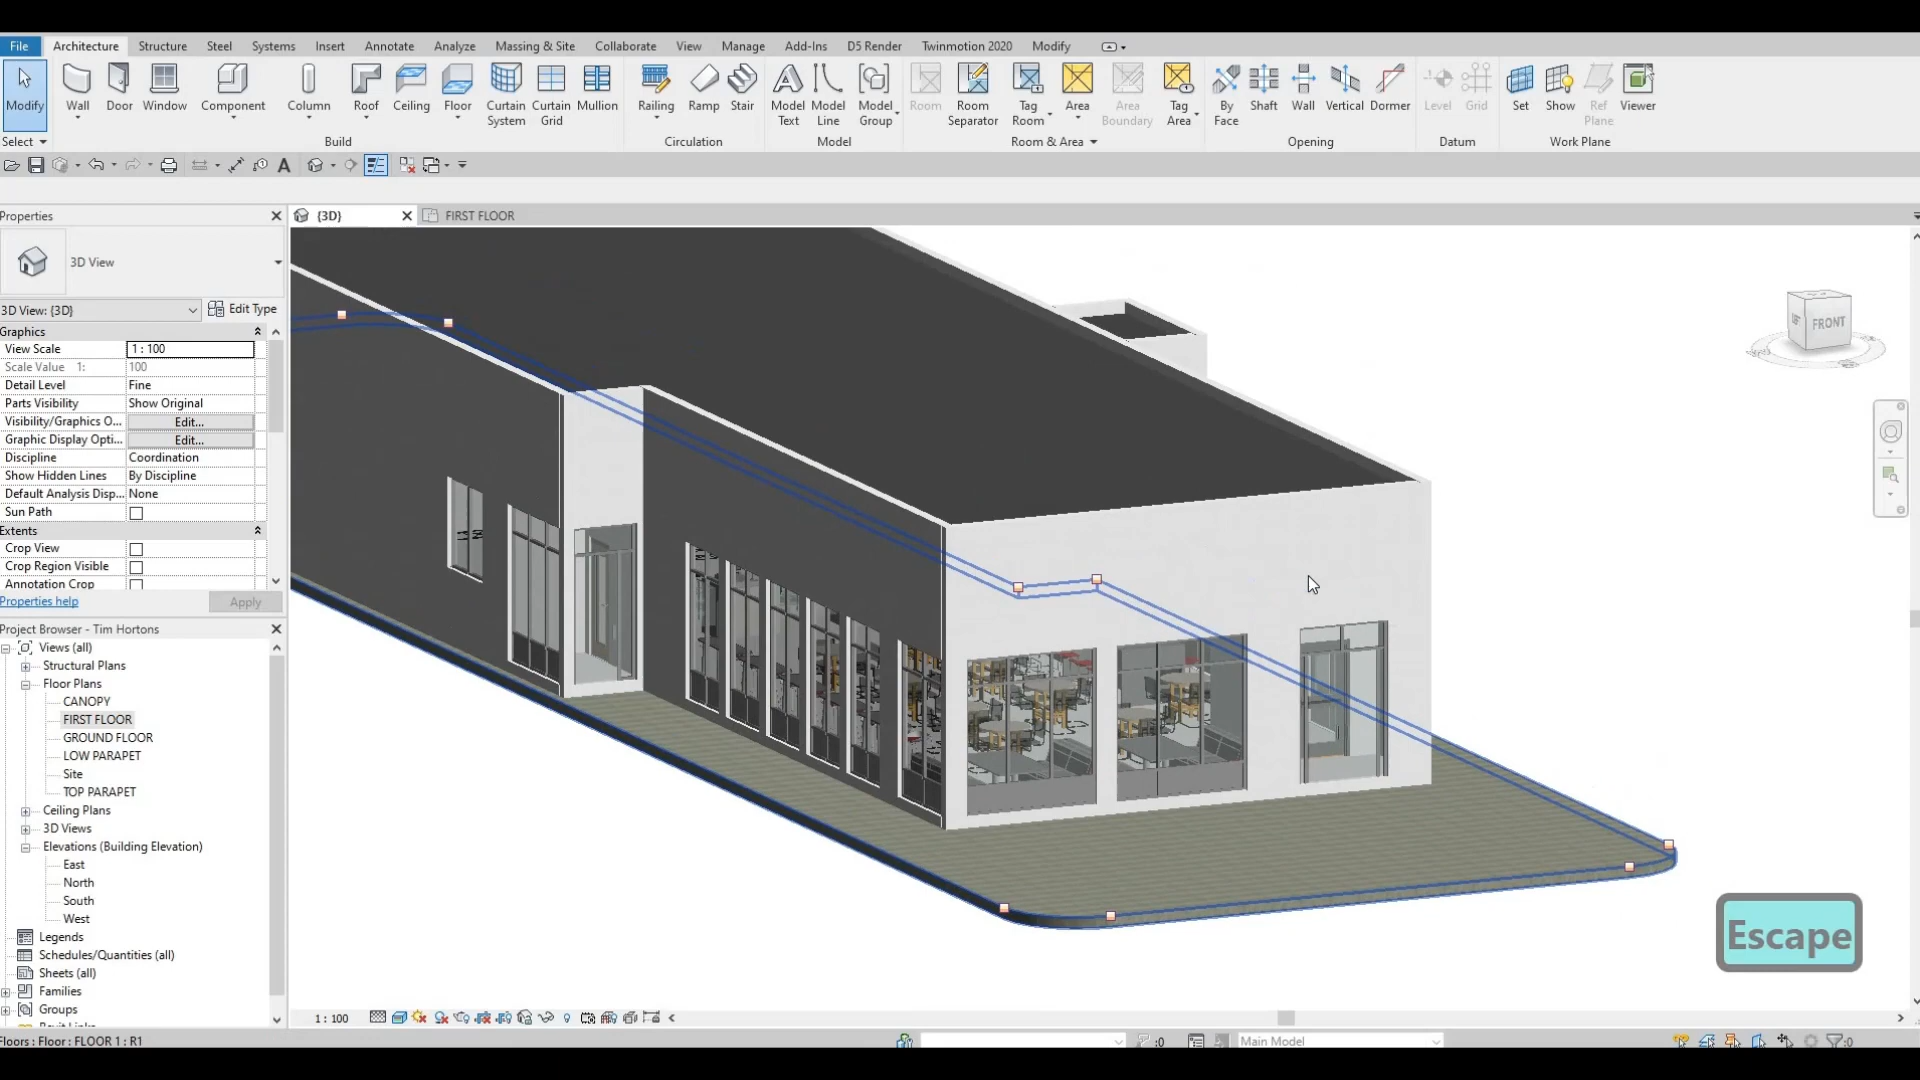 File Architecture Structure Steel Systems Insert Annotate Analyze Massing & Site Collaborate View Manage Add-Ins D5 Render Twinmotion 2020 Modify
Modify Wall Door Window Component Column Roof Ceiling Floor Curtain System Curtain Grid Mullion Railing Ramp Stair Model Text Model Line Model Group Room Room Separator Tag Room Area Area Boundary Tag Area By Face Shaft Wall Vertical Dormer Level Grid Set Show Ref Plane Viewer
Select Build Circulation Model Room & Area Opening Datum Work Plane
Properties
{3D} FIRST FLOOR
3D View
3D View: {3D} Edit Type
Graphics
View Scale 1 : 100
Scale Value 1: 100
Detail Level Fine
Parts Visibility Show Original
Visibility/Graphics O... Edit...
Graphic Display Opti... Edit...
Discipline Coordination
Show Hidden Lines By Discipline
Default Analysis Disp... None
Sun Path
Extents
Crop View
Crop Region Visible
Annotation Crop
Properties help Apply
Project Browser - Tim Hortons
Views (all)
Structural Plans
Floor Plans
CANOPY
FIRST FLOOR
GROUND FLOOR
LOW PARAPET
Site
TOP PARAPET
Ceiling Plans
3D Views
Elevations (Building Elevation)
East
North
South
West
Legends
Schedules/Quantities (all)
Sheets (all)
Families
Groups
Revit Links
FRONT
Escape
1 : 100
Floors : Floor : FLOOR 1 : R1
:0
Main Model
:0